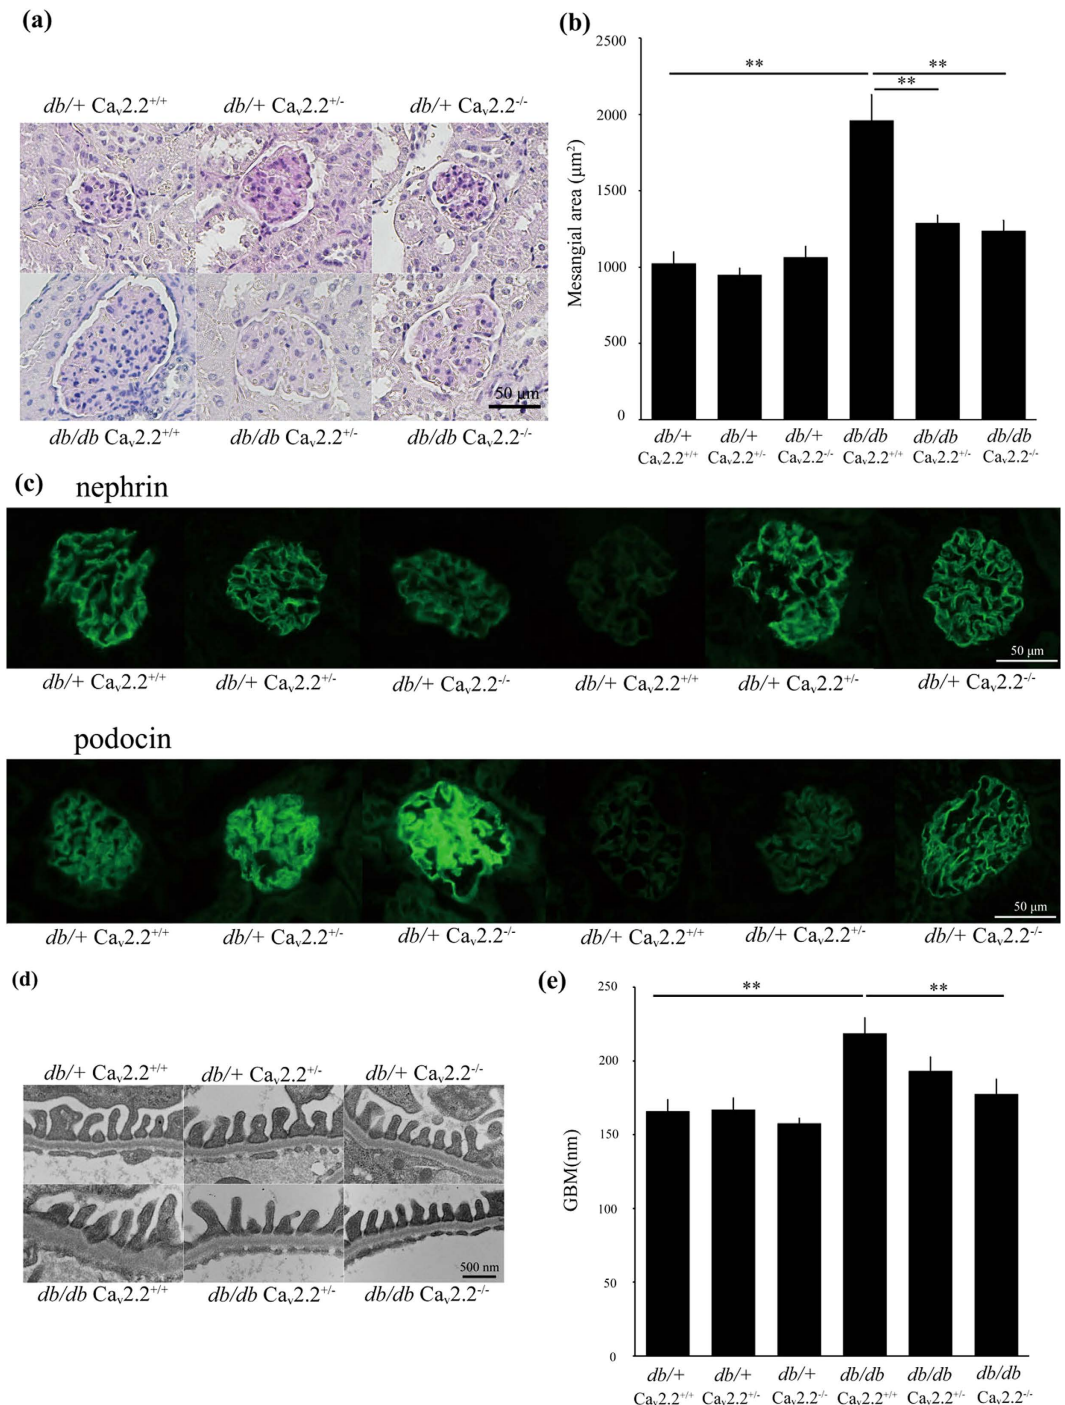 (a)
db/+ Cav2.2+/+ db/+ Cav2.2+/- db/+ Cav2.2-/-
50 μm
db/db Cav2.2+/+ db/db Cav2.2+/- db/db Cav2.2-/-
(b)
2500
2000
1500
1000
500
0
Mesangial area (μm²)
** ** **
db/+ db/+ db/+ db/db db/db db/db
Cav2.2+/+ Cav2.2+/- Cav2.2-/- Cav2.2+/+ Cav2.2+/- Cav2.2-/-
(c)
nephrin
50 μm
db/+ Cav2.2+/+ db/+ Cav2.2+/- db/+ Cav2.2-/- db/+ Cav2.2+/+ db/+ Cav2.2+/- db/+ Cav2.2-/-
podocin
50 μm
db/+ Cav2.2+/+ db/+ Cav2.2+/- db/+ Cav2.2-/- db/+ Cav2.2+/+ db/+ Cav2.2+/- db/+ Cav2.2-/-
(d)
db/+ Cav2.2+/+ db/+ Cav2.2+/- db/+ Cav2.2-/-
500 nm
db/db Cav2.2+/+ db/db Cav2.2+/- db/db Cav2.2-/-
(e)
250
200
150
100
50
0
GBM(nm)
** **
db/+ db/+ db/+ db/db db/db db/db
Cav2.2+/+ Cav2.2+/- Cav2.2-/- Cav2.2+/+ Cav2.2+/- Cav2.2-/-